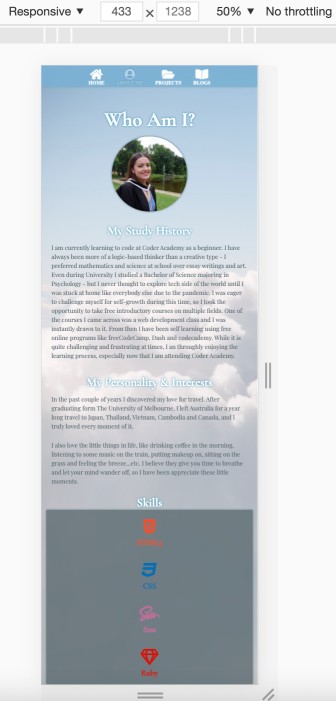 Responsive ▼ 433 × 1238 50% ▼ No throttling
HOME PROJECTS BLOGS
Who Am I?
My Study History
I am currently learning to code at Coder Academy as a beginner. I have
always been more of a logic-based thinker than a creative type - I
preferred mathematics and science at school over essay writings and art.
Even during University I studied a Bachelor of Science majoring in
Psychology - but I never thought to explore tech side of the world until I
was stuck at home like everybody else due to the pandemic. I was eager
to challenge myself for self-growth during this time, so I took the
opportunity to take free introductory courses on multiple fields. One of
the courses I came across was a web development class and I was
instantly drawn to it. From then I have been self learning using free
online programs like freeCodeCamp, Dash and codecademy. While it is
quite challenging and frustrating at times, I am throughly enjoying the
learning process, especially now that I am attending Coder Academy.
My Personality & Interests
In the past couple of years I discovered my love for travel. After
graduating form The University of Melbourne, I left Australia for a year
long travel to Japan, Thailand, Vietnam, Cambodia and Canada, and I
truly loved every moment of it.
I also love the little things in life, like drinking coffee in the morning,
listening to some music on the train, putting makeup on, sitting on the
grass and feeling the breeze...etc. I believe they give you time to breathe
and let your mind wander off, so I have been appreciate these little
moments.
Skills
CSS
Sass
Ruby